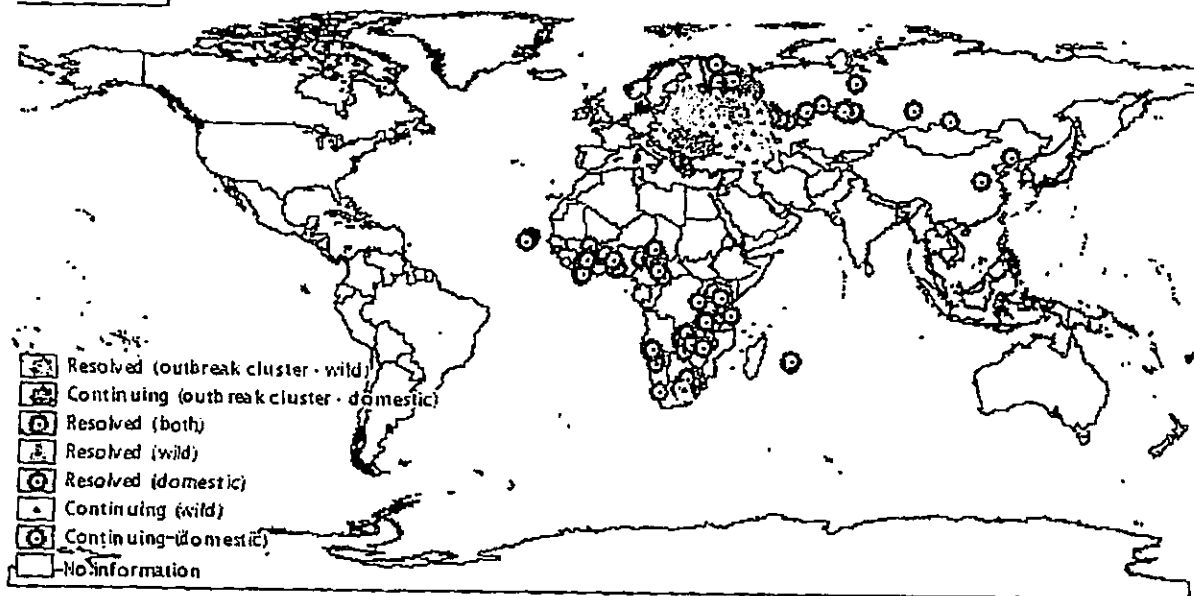 Resolved (outbreak cluster - wild)
Continuing (outbreak cluster - domestic)
Resolved (both)
Resolved (wild)
Resolved (domestic)
Continuing (wild)
Continuing-domestic)
No information